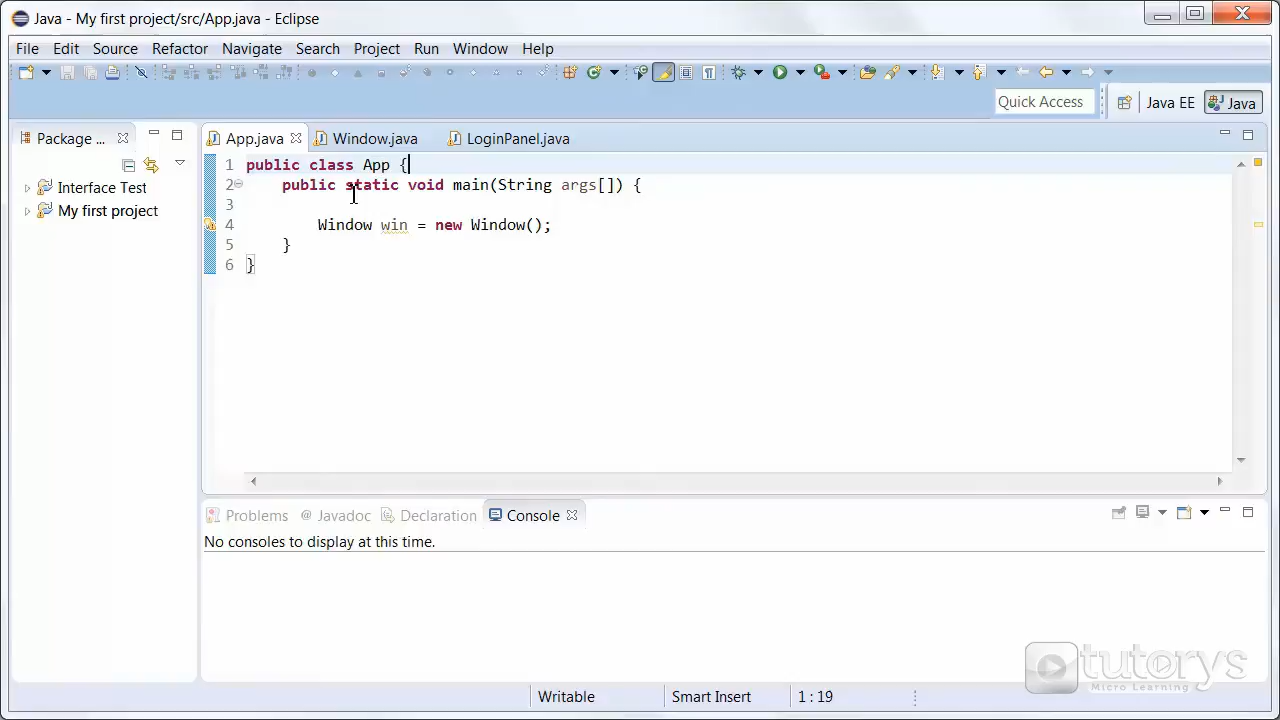 Java - My first project/src/App.java - Eclipse
File Edit Source Refactor Navigate Search Project Run Window Help
Quick Access Java EE Java
Package ... App.java Window.java LoginPanel.java
Interface Test
My first project
1 public class App {
2 public static void main(String args[]) {
3
4 Window win = new Window();
5 }
6 }
Problems @ Javadoc Declaration Console
No consoles to display at this time.
tutorys
Micro Learning
Writable Smart Insert 1 : 19